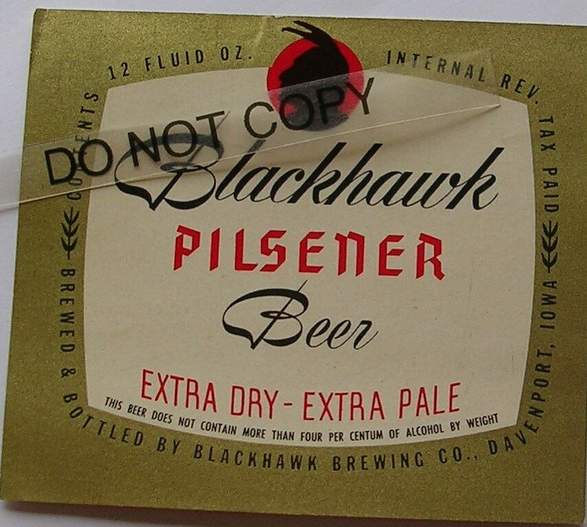 CONTENTS 12 FLUID OZ.
INTERNAL REV. TAX PAID
DO NOT COPY
Blackhawk
PILSENER
Beer
EXTRA DRY - EXTRA PALE
THIS BEER DOES NOT CONTAIN MORE THAN FOUR PER CENTUM OF ALCOHOL BY WEIGHT
BREWED & BOTTLED BY BLACKHAWK BREWING CO., DAVENPORT, IOWA